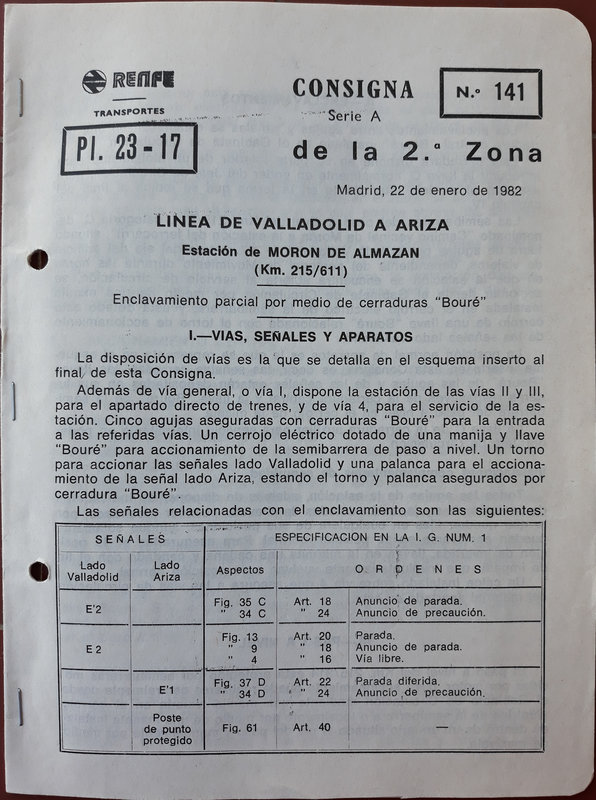 RENFE
TRANSPORTES
Pl. 23-17
CONSIGNA
Serie A
N.º 141
de la 2.ª Zona
Madrid, 22 de enero de 1982
LINEA DE VALLADOLID A ARIZA
Estación de MORON DE ALMAZAN
(Km. 215/611)
Enclavamiento parcial por medio de cerraduras "Bouré"
I.—VIAS, SEÑALES Y APARATOS
La disposición de vías es la que se detalla en el esquema inserto al
final de esta Consigna.
Además de vía general, o vía I, dispone la estación de las vías II y III,
para el apartado directo de trenes, y de vía 4, para el servicio de la es-
tación. Cinco agujas aseguradas con cerraduras "Bouré" para la entrada
a las referidas vías. Un cerrojo eléctrico dotado de una manija y llave
"Bouré" para accionamiento de la semibarrera de paso a nivel. Un torno
para accionar las señales lado Valladolid y una palanca para el acciona-
miento de la señal lado Ariza, estando el torno y palanca asegurados por
cerradura "Bouré".
Las señales relacionadas con el enclavamiento son las siguientes:
SEÑALES ESPECIFICACION EN LA I. G. NUM. 1
Lado Valladolid Lado Ariza Aspectos ORDENES
E'2 Fig. 35 C Art. 18 Anuncio de parada.
" 34 C " 24 Anuncio de precaución.
E 2 Fig. 13 Art. 20 Parada.
" 9 " 18 Anuncio de parada.
" 4 " 16 Vía libre.
E'1 Fig. 37 D Art. 22 Parada diferida.
" 34 D " 24 Anuncio de precaución.
Poste
de punto Fig. 61 Art. 40 —
protegido